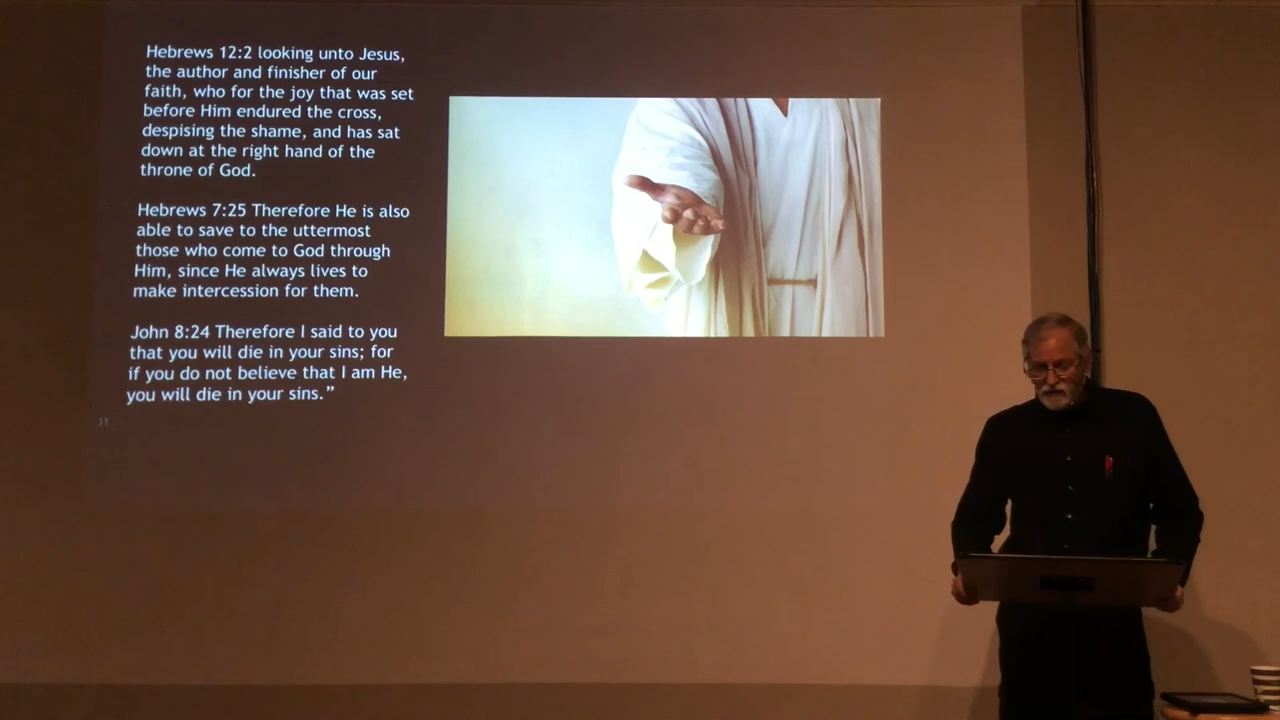 Hebrews 12:2 looking unto Jesus,
the author and finisher of our
faith, who for the joy that was set
before Him endured the cross,
despising the shame, and has sat
down at the right hand of the
throne of God.
Hebrews 7:25 Therefore He is also
able to save to the uttermost
those who come to God through
Him, since He always lives to
make intercession for them.
John 8:24 Therefore I said to you
that you will die in your sins; for
if you do not believe that I am He,
you will die in your sins.”
31